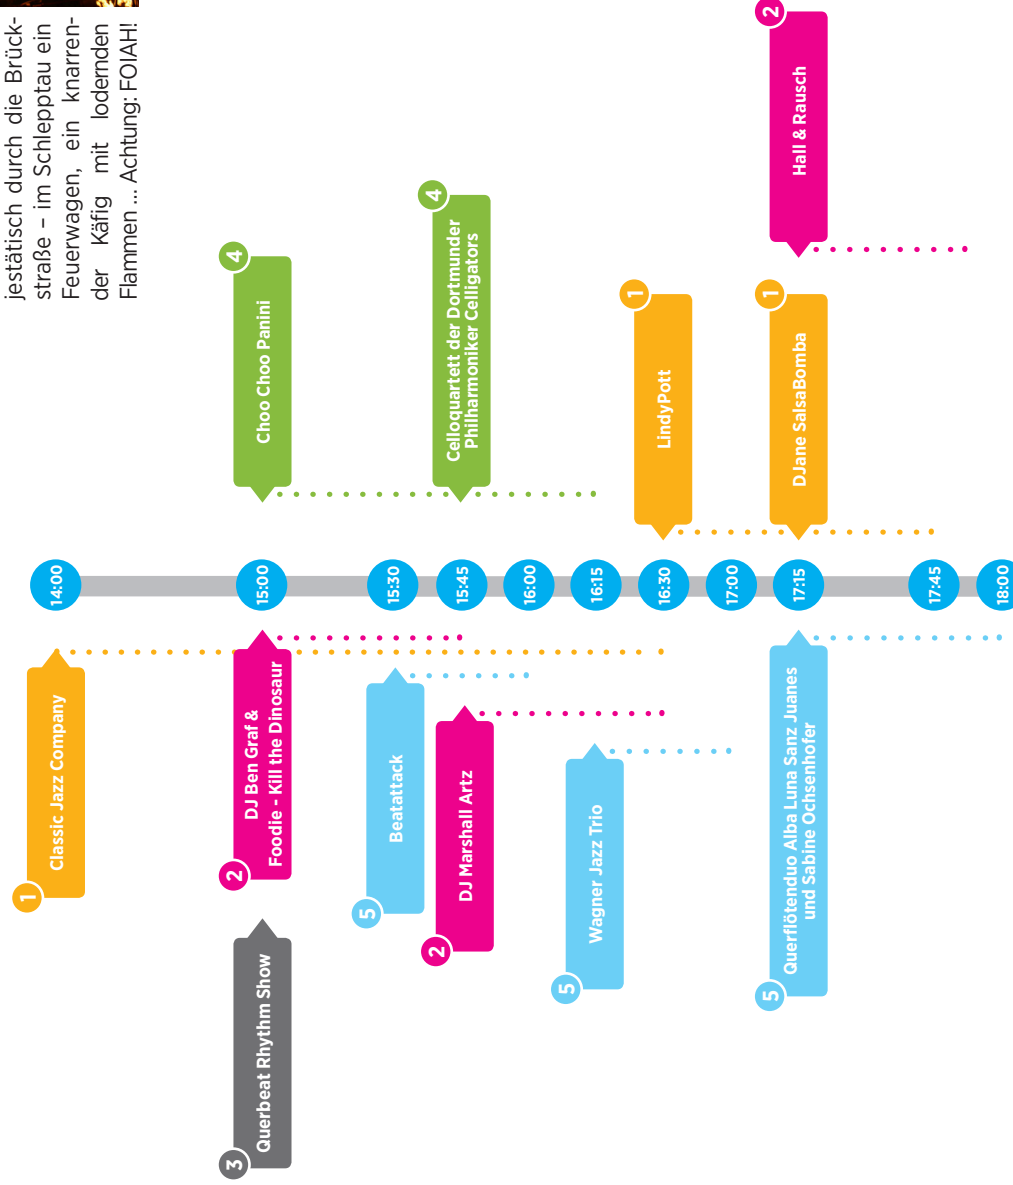 jestätisch durch die Brück-
straße – im Schlepptau ein
Feuerwagen, ein knarren-
der Käfig mit lodernden
Flammen ... Achtung: FOIAH!
14:00
15:00
15:30
15:45
16:00
16:15
16:30
17:00
17:15
17:45
18:00
1
Classic Jazz Company
3
Querbeat Rhythm Show
2
DJ Ben Graf &
Foodie - Kill the Dinosaur
4
Choo Choo Panini
5
Beatattack
2
DJ Marshall Artz
4
Celloquartett der Dortmunder
Philharmoniker Celligators
5
Wagner Jazz Trio
1
LindyPott
5
Querflötenduo Alba Luna Sanz Juanes
und Sabine Ochsenhofer
1
DJane SalsaBomba
2
Hall & Rausch